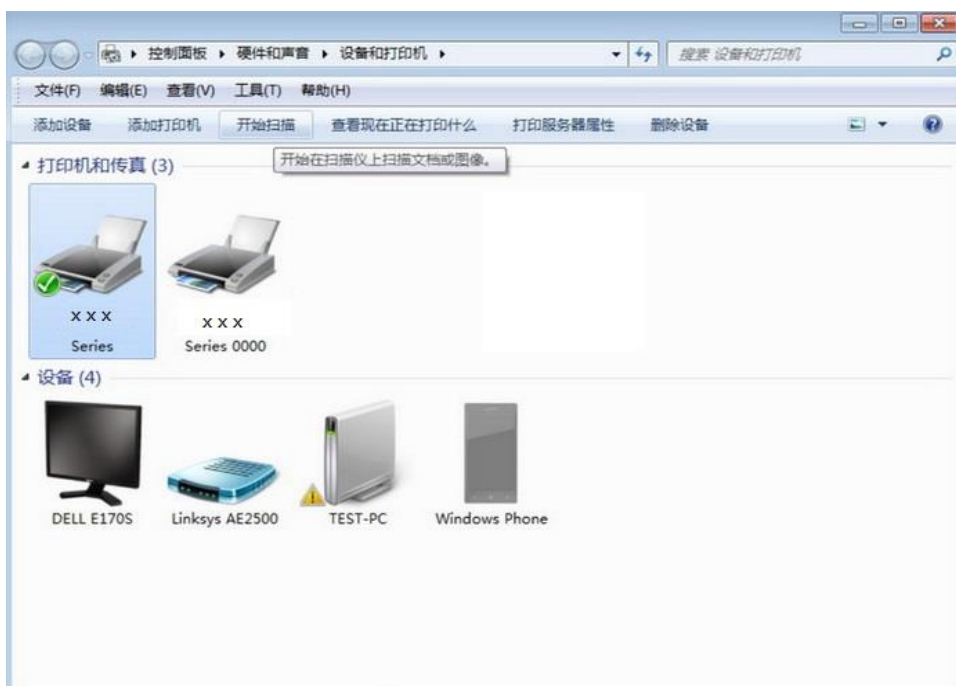 控制面板 硬件和声音 设备和打印机 搜索 设备和打印机
文件(F) 编辑(E) 查看(V) 工具(T) 帮助(H)
添加设备 添加打印机 开始扫描 查看现在正在打印什么 打印服务器属性 删除设备
开始在扫描仪上扫描文档或图像。
打印机和传真 (3)
x x x x x x
Series Series 0000
设备 (4)
DELL E170S Linksys AE2500 TEST-PC Windows Phone